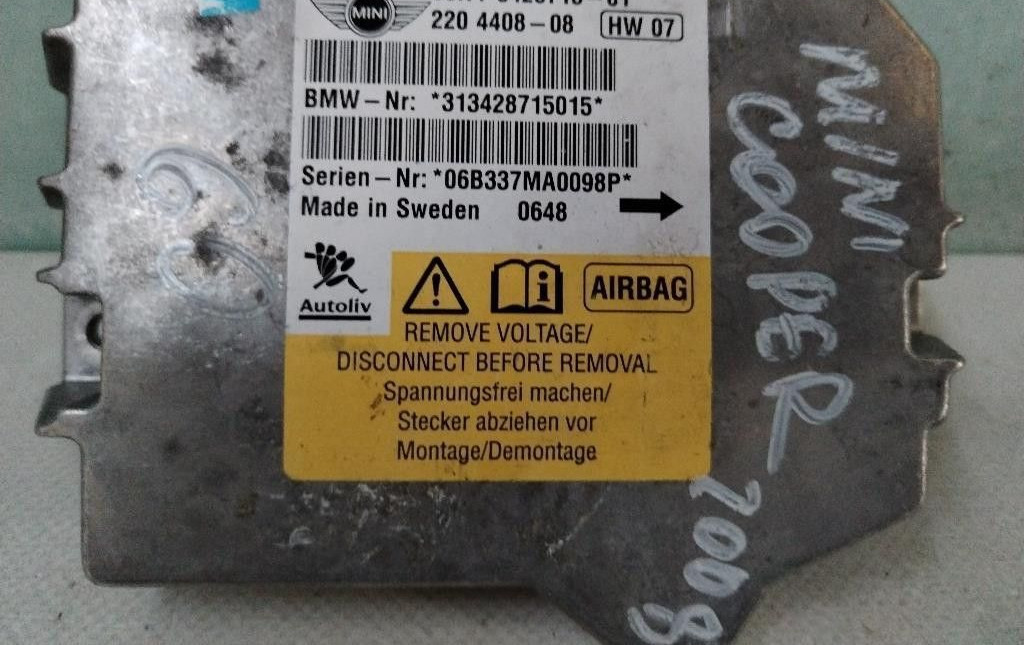 MINI
220 4408-08 HW 07
BMW-Nr: *313428715015*
Serien-Nr: *06B337MA0098P*
Made in Sweden 0648
Autoliv
AIRBAG
REMOVE VOLTAGE/
DISCONNECT BEFORE REMOVAL
Spannungsfrei machen/
Stecker abziehen vor
Montage/Demontage
MINI
COOPER
2008